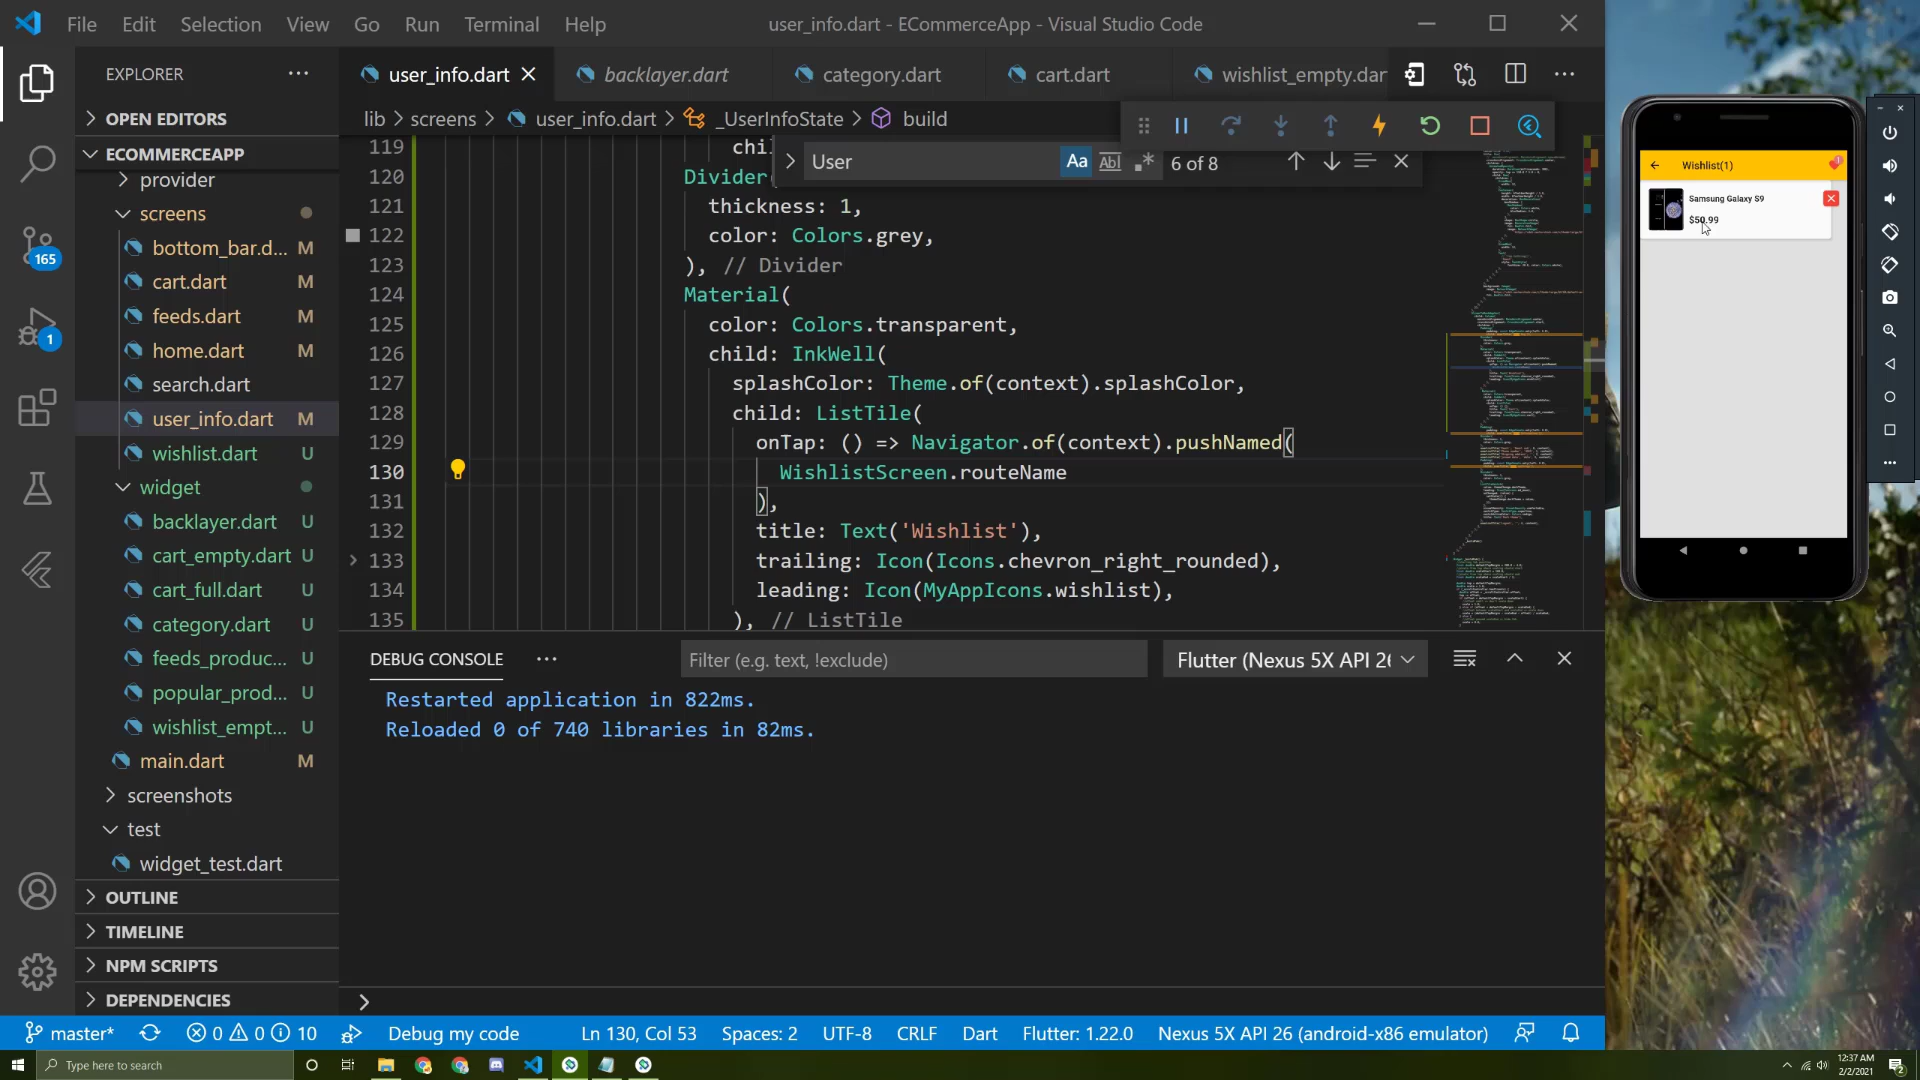 File Edit Selection View Go Run Terminal Help
user_info.dart - ECommerceApp - Visual Studio Code
EXPLORER
OPEN EDITORS
ECOMMERCEAPP
provider
screens
bottom_bar.d... M
cart.dart M
feeds.dart M
home.dart M
search.dart
user_info.dart M
wishlist.dart U
widget
backlayer.dart U
cart_empty.dart U
cart_full.dart U
category.dart U
feeds_produc... U
popular_prod... U
wishlist_empt... U
main.dart M
screenshots
test
widget_test.dart
OUTLINE
TIMELINE
NPM SCRIPTS
DEPENDENCIES
165
1
user_info.dart
backlayer.dart
category.dart
cart.dart
wishlist_empty.dar
lib > screens > user_info.dart > _UserInfoState > build
User Aa Abl 6 of 8
119 chil
120 Divider
121 thickness: 1,
122 color: Colors.grey,
123 ), // Divider
124 Material(
125 color: Colors.transparent,
126 child: InkWell(
127 splashColor: Theme.of(context).splashColor,
128 child: ListTile(
129 onTap: () => Navigator.of(context).pushNamed(
130 WishlistScreen.routeName
131 ),
132 title: Text('Wishlist'),
133 trailing: Icon(Icons.chevron_right_rounded),
134 leading: Icon(MyAppIcons.wishlist),
135 ), // ListTile
DEBUG CONSOLE
Filter (e.g. text, !exclude)
Flutter (Nexus 5X API 26
Restarted application in 822ms.
Reloaded 0 of 740 libraries in 82ms.
master* 0 0 10 Debug my code Ln 130, Col 53 Spaces: 2 UTF-8 CRLF Dart Flutter: 1.22.0 Nexus 5X API 26 (android-x86 emulator)
Type here to search
12:37 AM
2/2/2021
2
Wishlist(1)
1
Samsung Galaxy S9
$50.99